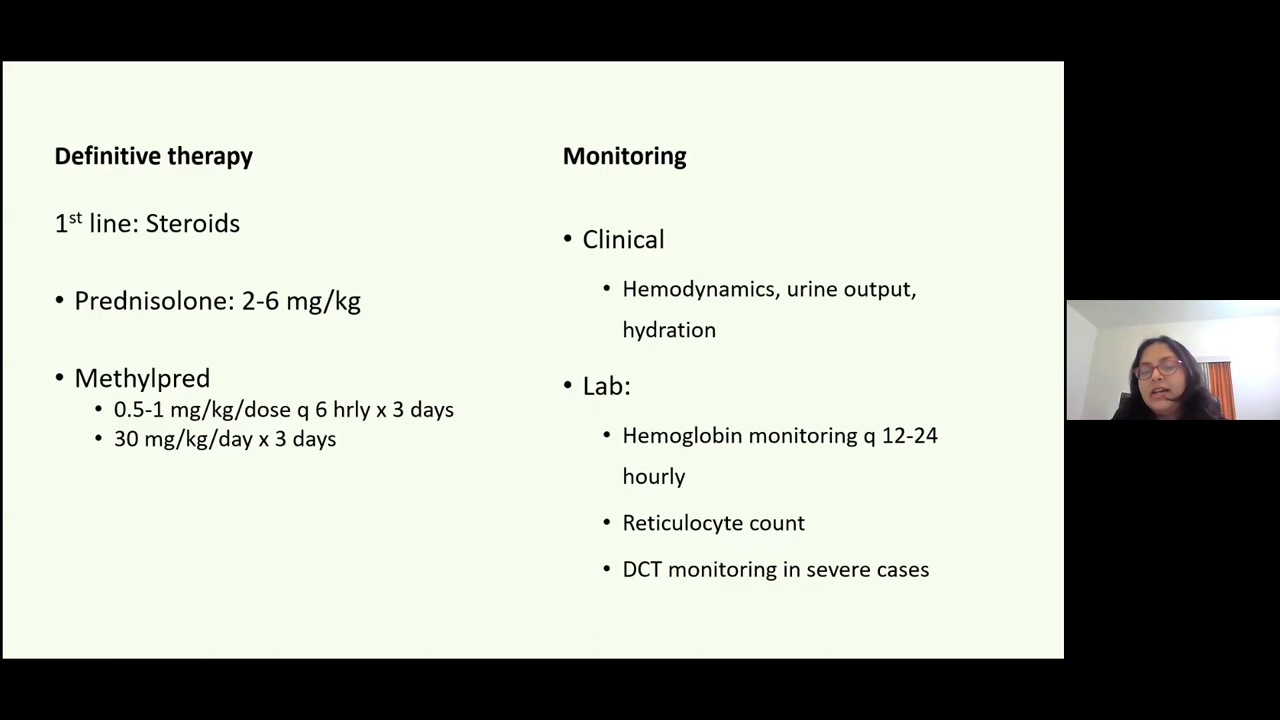 Definitive therapy
1st line: Steroids
• Prednisolone: 2-6 mg/kg
• Methylpred
• 0.5-1 mg/kg/dose q 6 hrly x 3 days
• 30 mg/kg/day x 3 days
Monitoring
• Clinical
• Hemodynamics, urine output,
hydration
• Lab:
• Hemoglobin monitoring q 12-24
hourly
• Reticulocyte count
• DCT monitoring in severe cases